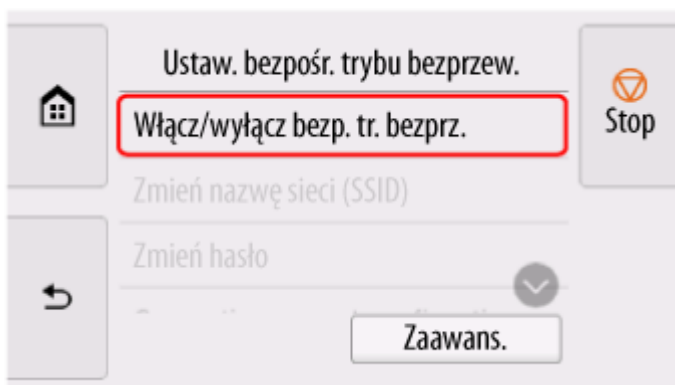 Ustaw. bezpośr. trybu bezprzew.
Włącz/wyłącz bezp. tr. bezprz.
Stop
Zmień nazwę sieci (SSID)
Zmień hasło
Zaawans.